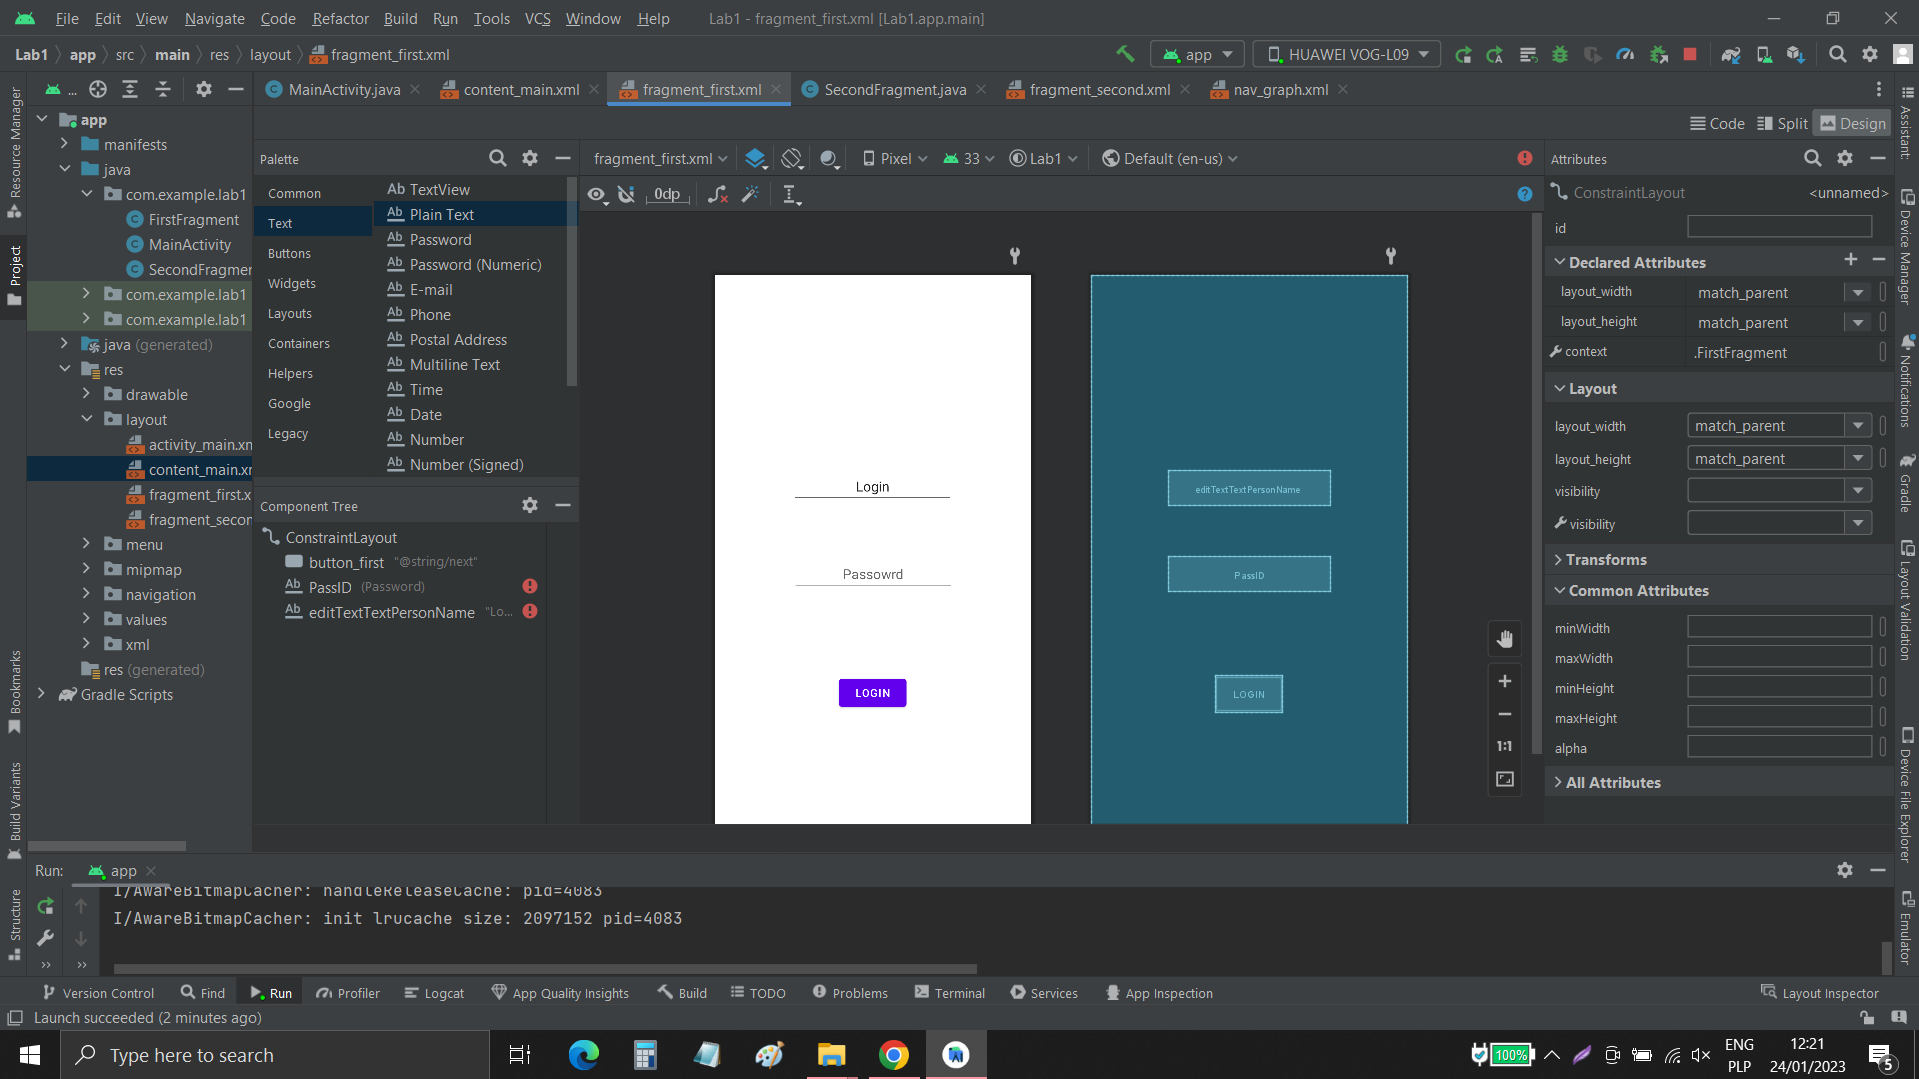 File Edit View Navigate Code Refactor Build Run Tools VCS Window Help Lab1 - fragment_first.xml [Lab1.app.main]
Lab1 app src main res layout fragment_first.xml app HUAWEI VOG-L09
... MainActivity.java content_main.xml fragment_first.xml SecondFragment.java fragment_second.xml nav_graph.xml
Code Split Design
Resource Manager
Project
Bookmarks
Build Variants
Structure
app
manifests
java
com.example.lab1
FirstFragment
MainActivity
SecondFragmer
com.example.lab1
com.example.lab1
java (generated)
res
drawable
layout
activity_main.xn
content_main.xr
fragment_first.x
fragment_secor
menu
mipmap
navigation
values
xml
res (generated)
Gradle Scripts
Palette
Common
Text
Buttons
Widgets
Layouts
Containers
Helpers
Google
Legacy
Ab TextView
Ab Plain Text
Ab Password
Ab Password (Numeric)
Ab E-mail
Ab Phone
Ab Postal Address
Ab Multiline Text
Ab Time
Ab Date
Ab Number
Ab Number (Signed)
Component Tree
ConstraintLayout
button_first "@string/next"
Ab PassID (Password)
Ab editTextTextPersonName "Lo...
fragment_first.xml Pixel 33 Lab1 Default (en-us)
0dp
Login
Passowrd
LOGIN
editTextTextPersonName
PassID
LOGIN
1:1
Attributes
ConstraintLayout <unnamed>
id
Declared Attributes
layout_width match_parent
layout_height match_parent
context .FirstFragment
Layout
layout_width match_parent
layout_height match_parent
visibility
visibility
Transforms
Common Attributes
minWidth
maxWidth
minHeight
maxHeight
alpha
All Attributes
Assistant:
Device Manager
Notifications
Gradle
Layout Validation
Device File Explorer
Emulator
Run: app
I/AwareBitmapCacher: handleReleaseCache: pid=4083
I/AwareBitmapCacher: init lrucache size: 2097152 pid=4083
Version Control Find Run Profiler Logcat App Quality Insights Build TODO Problems Terminal Services App Inspection Layout Inspector
Launch succeeded (2 minutes ago)
Type here to search
100%
ENG
PLP
12:21
24/01/2023
5